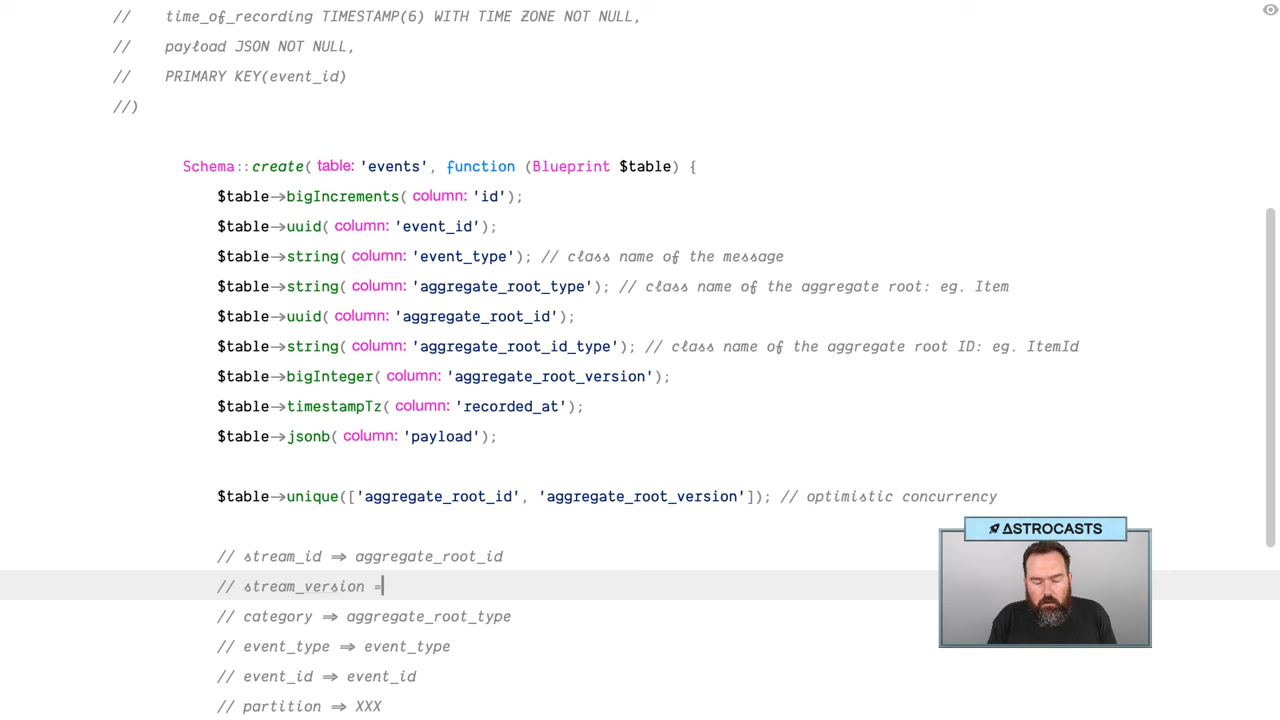 //    time_of_recording TIMESTAMP(6) WITH TIME ZONE NOT NULL,
//    payload JSON NOT NULL,
//    PRIMARY KEY(event_id)
//)
Schema::create( table: 'events', function (Blueprint $table) {
$table->bigIncrements( column: 'id');
$table->uuid( column: 'event_id');
$table->string( column: 'event_type'); // class name of the message
$table->string( column: 'aggregate_root_type'); // class name of the aggregate root: eg. Item
$table->uuid( column: 'aggregate_root_id');
$table->string( column: 'aggregate_root_id_type'); // class name of the aggregate root ID: eg. ItemId
$table->bigInteger( column: 'aggregate_root_version');
$table->timestampTz( column: 'recorded_at');
$table->jsonb( column: 'payload');
$table->unique(['aggregate_root_id', 'aggregate_root_version']); // optimistic concurrency
// stream_id => aggregate_root_id
// stream_version =
// category => aggregate_root_type
// event_type => event_type
// event_id => event_id
// partition => XXX
ASTROCASTS